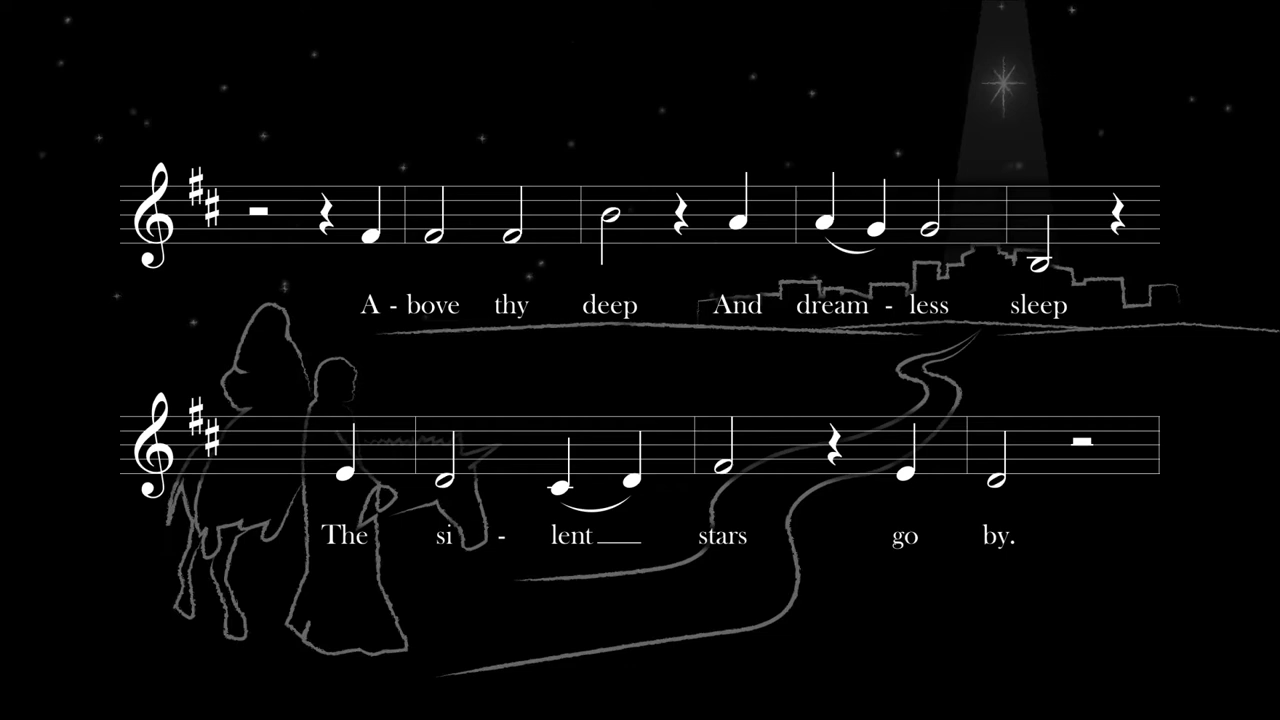 A - bove thy deep And dream - less sleep
The si - lent stars go by.